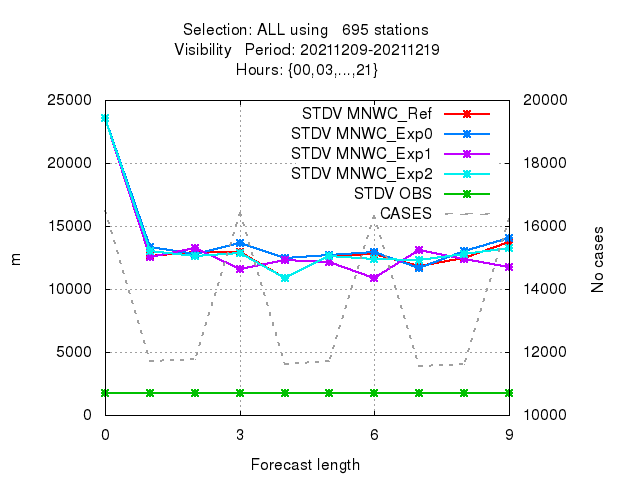 Selection: ALL using   695 stations
Visibility   Period: 20211209-20211219
Hours: {00,03,...,21}
25000
20000
15000
10000
5000
0
m
STDV MNWC_Ref
STDV MNWC_Exp0
STDV MNWC_Exp1
STDV MNWC_Exp2
STDV OBS
CASES
20000
18000
16000
14000
12000
10000
No cases
0
3
6
9
Forecast length